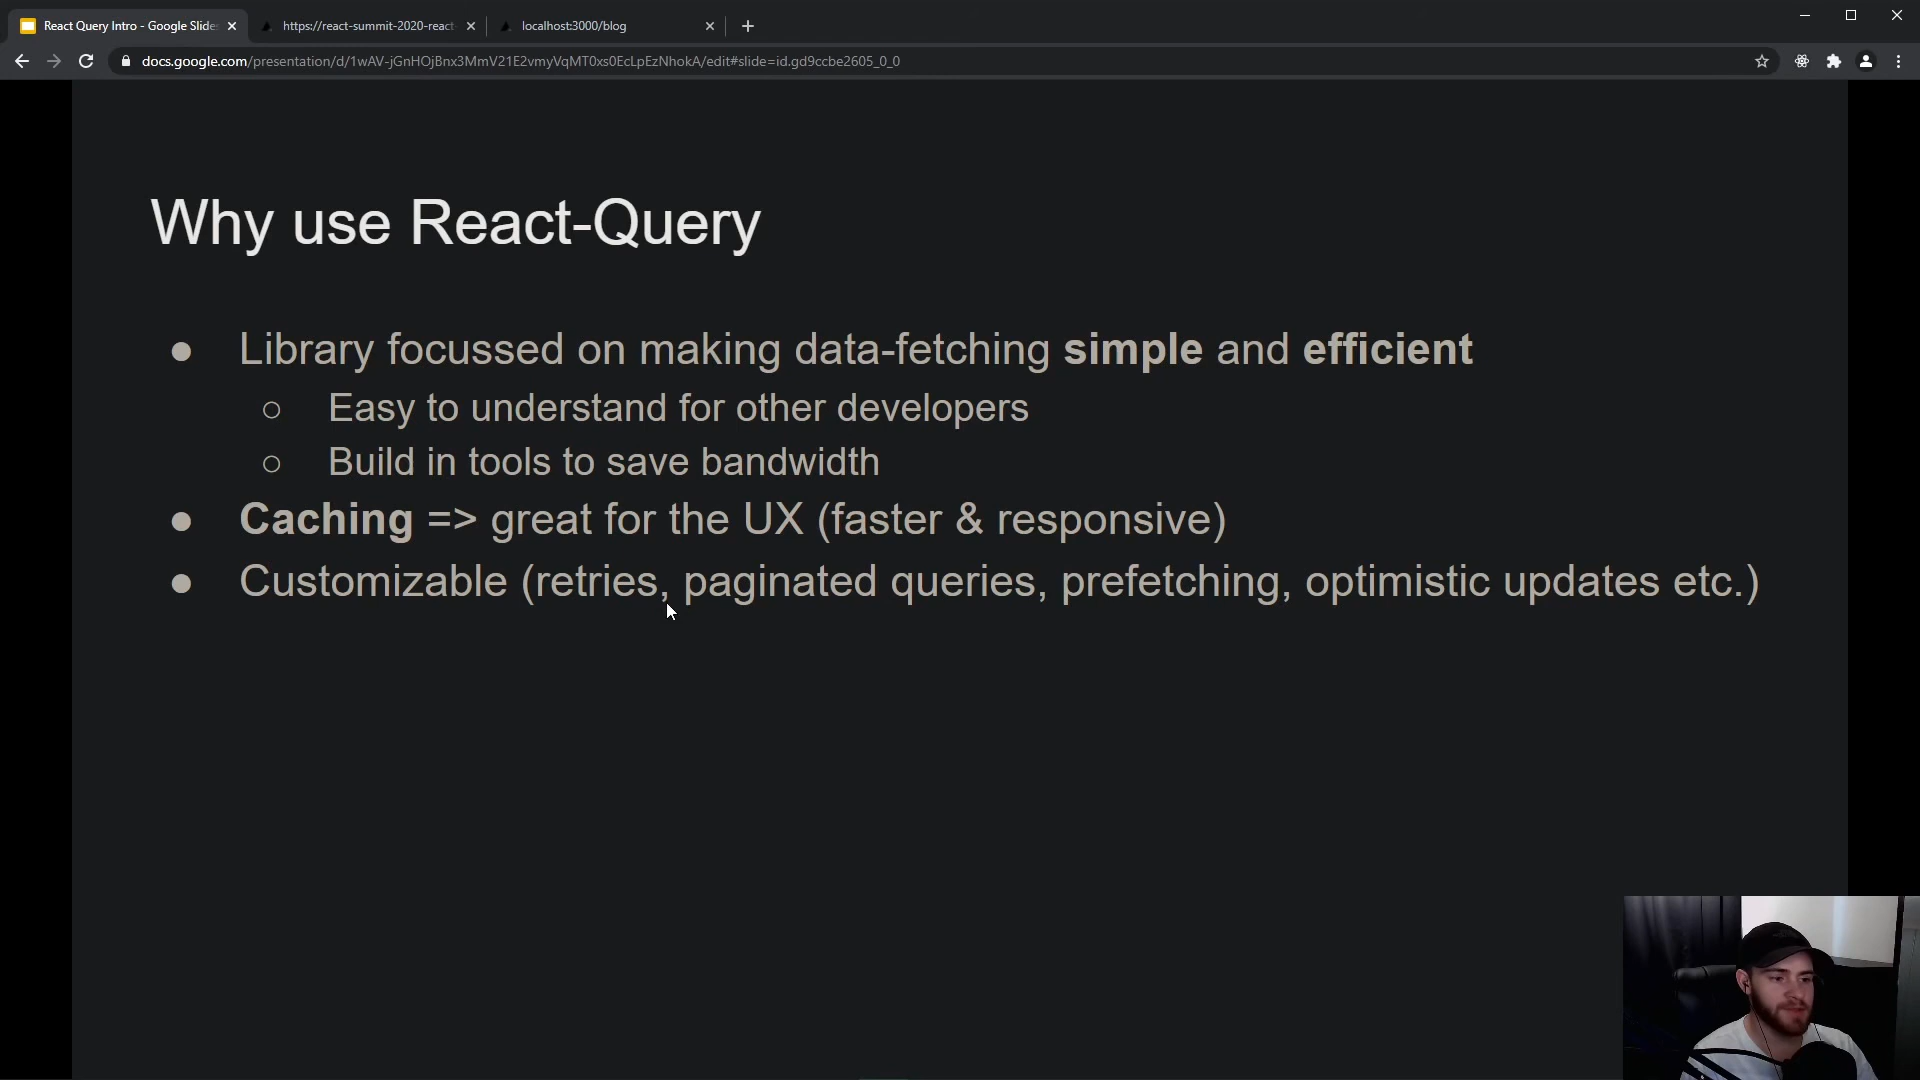 React Query Intro - Google Slides
https://react-summit-2020-react-
localhost:3000/blog
docs.google.com/presentation/d/1wAV-jGnHOjBnx3MmV21E2vmyVqMT0xs0EcLpEzNhokA/edit#slide=id.gd9ccbe2605_0_0
Why use React-Query
● Library focussed on making data-fetching simple and efficient
○ Easy to understand for other developers
○ Build in tools to save bandwidth
● Caching => great for the UX (faster & responsive)
● Customizable (retries, paginated queries, prefetching, optimistic updates etc.)